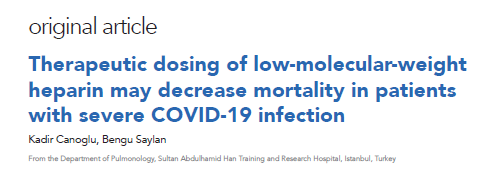 original article
Therapeutic dosing of low-molecular-weight
heparin may decrease mortality in patients
with severe COVID-19 infection
Kadir Canoglu, Bengu Saylan
From the Department of Pulmonology, Sultan Abdulhamid Han Training and Research Hospital, Istanbul, Turkey